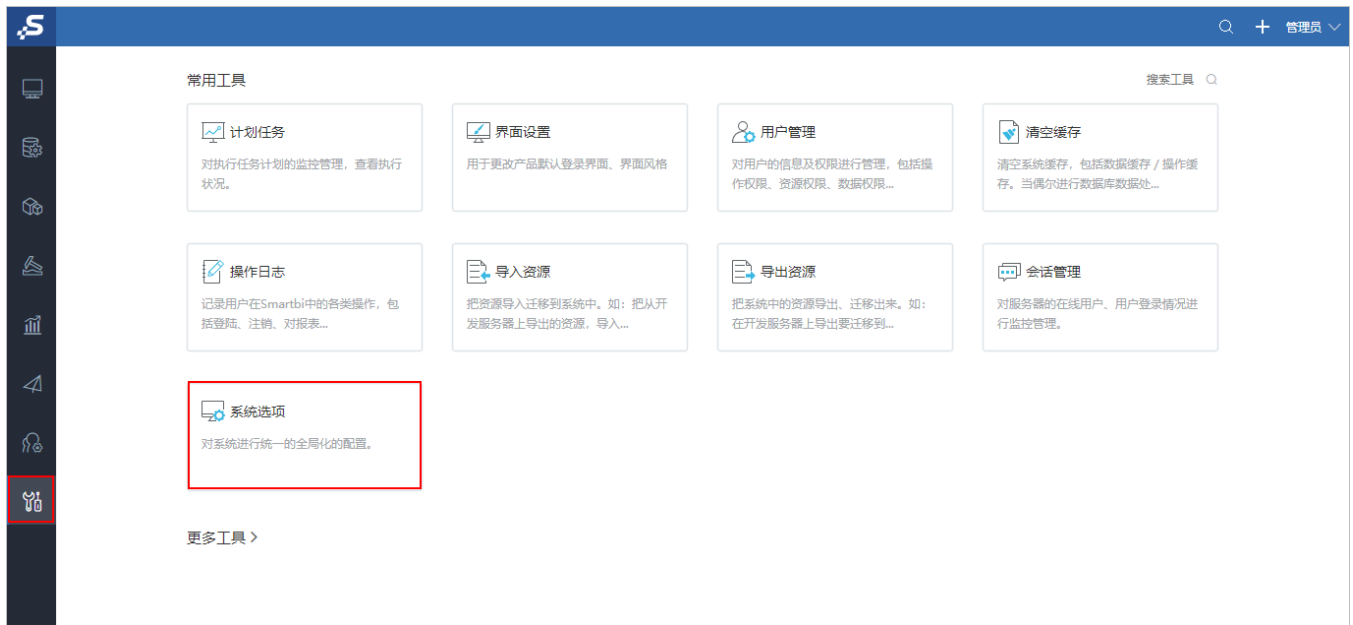 管理员
常用工具
搜索工具
计划任务
对执行任务计划的监控管理，查看执行
状况。
界面设置
用于更改产品默认登录界面、界面风格
用户管理
对用户的信息及权限进行管理，包括操
作权限、资源权限、数据权限...
清空缓存
清空系统缓存，包括数据缓存 / 操作缓
存。当偶尔进行数据库数据处...
操作日志
记录用户在Smartbi中的各类操作，包
括登陆、注销、对报表...
导入资源
把资源导入迁移到系统中。如：把从开
发服务器上导出的资源，导入...
导出资源
把系统中的资源导出、迁移出来。如：
在开发服务器上导出要迁移到...
会话管理
对服务器的在线用户、用户登录情况进
行监控管理。
系统选项
对系统进行统一的全局化的配置。
更多工具